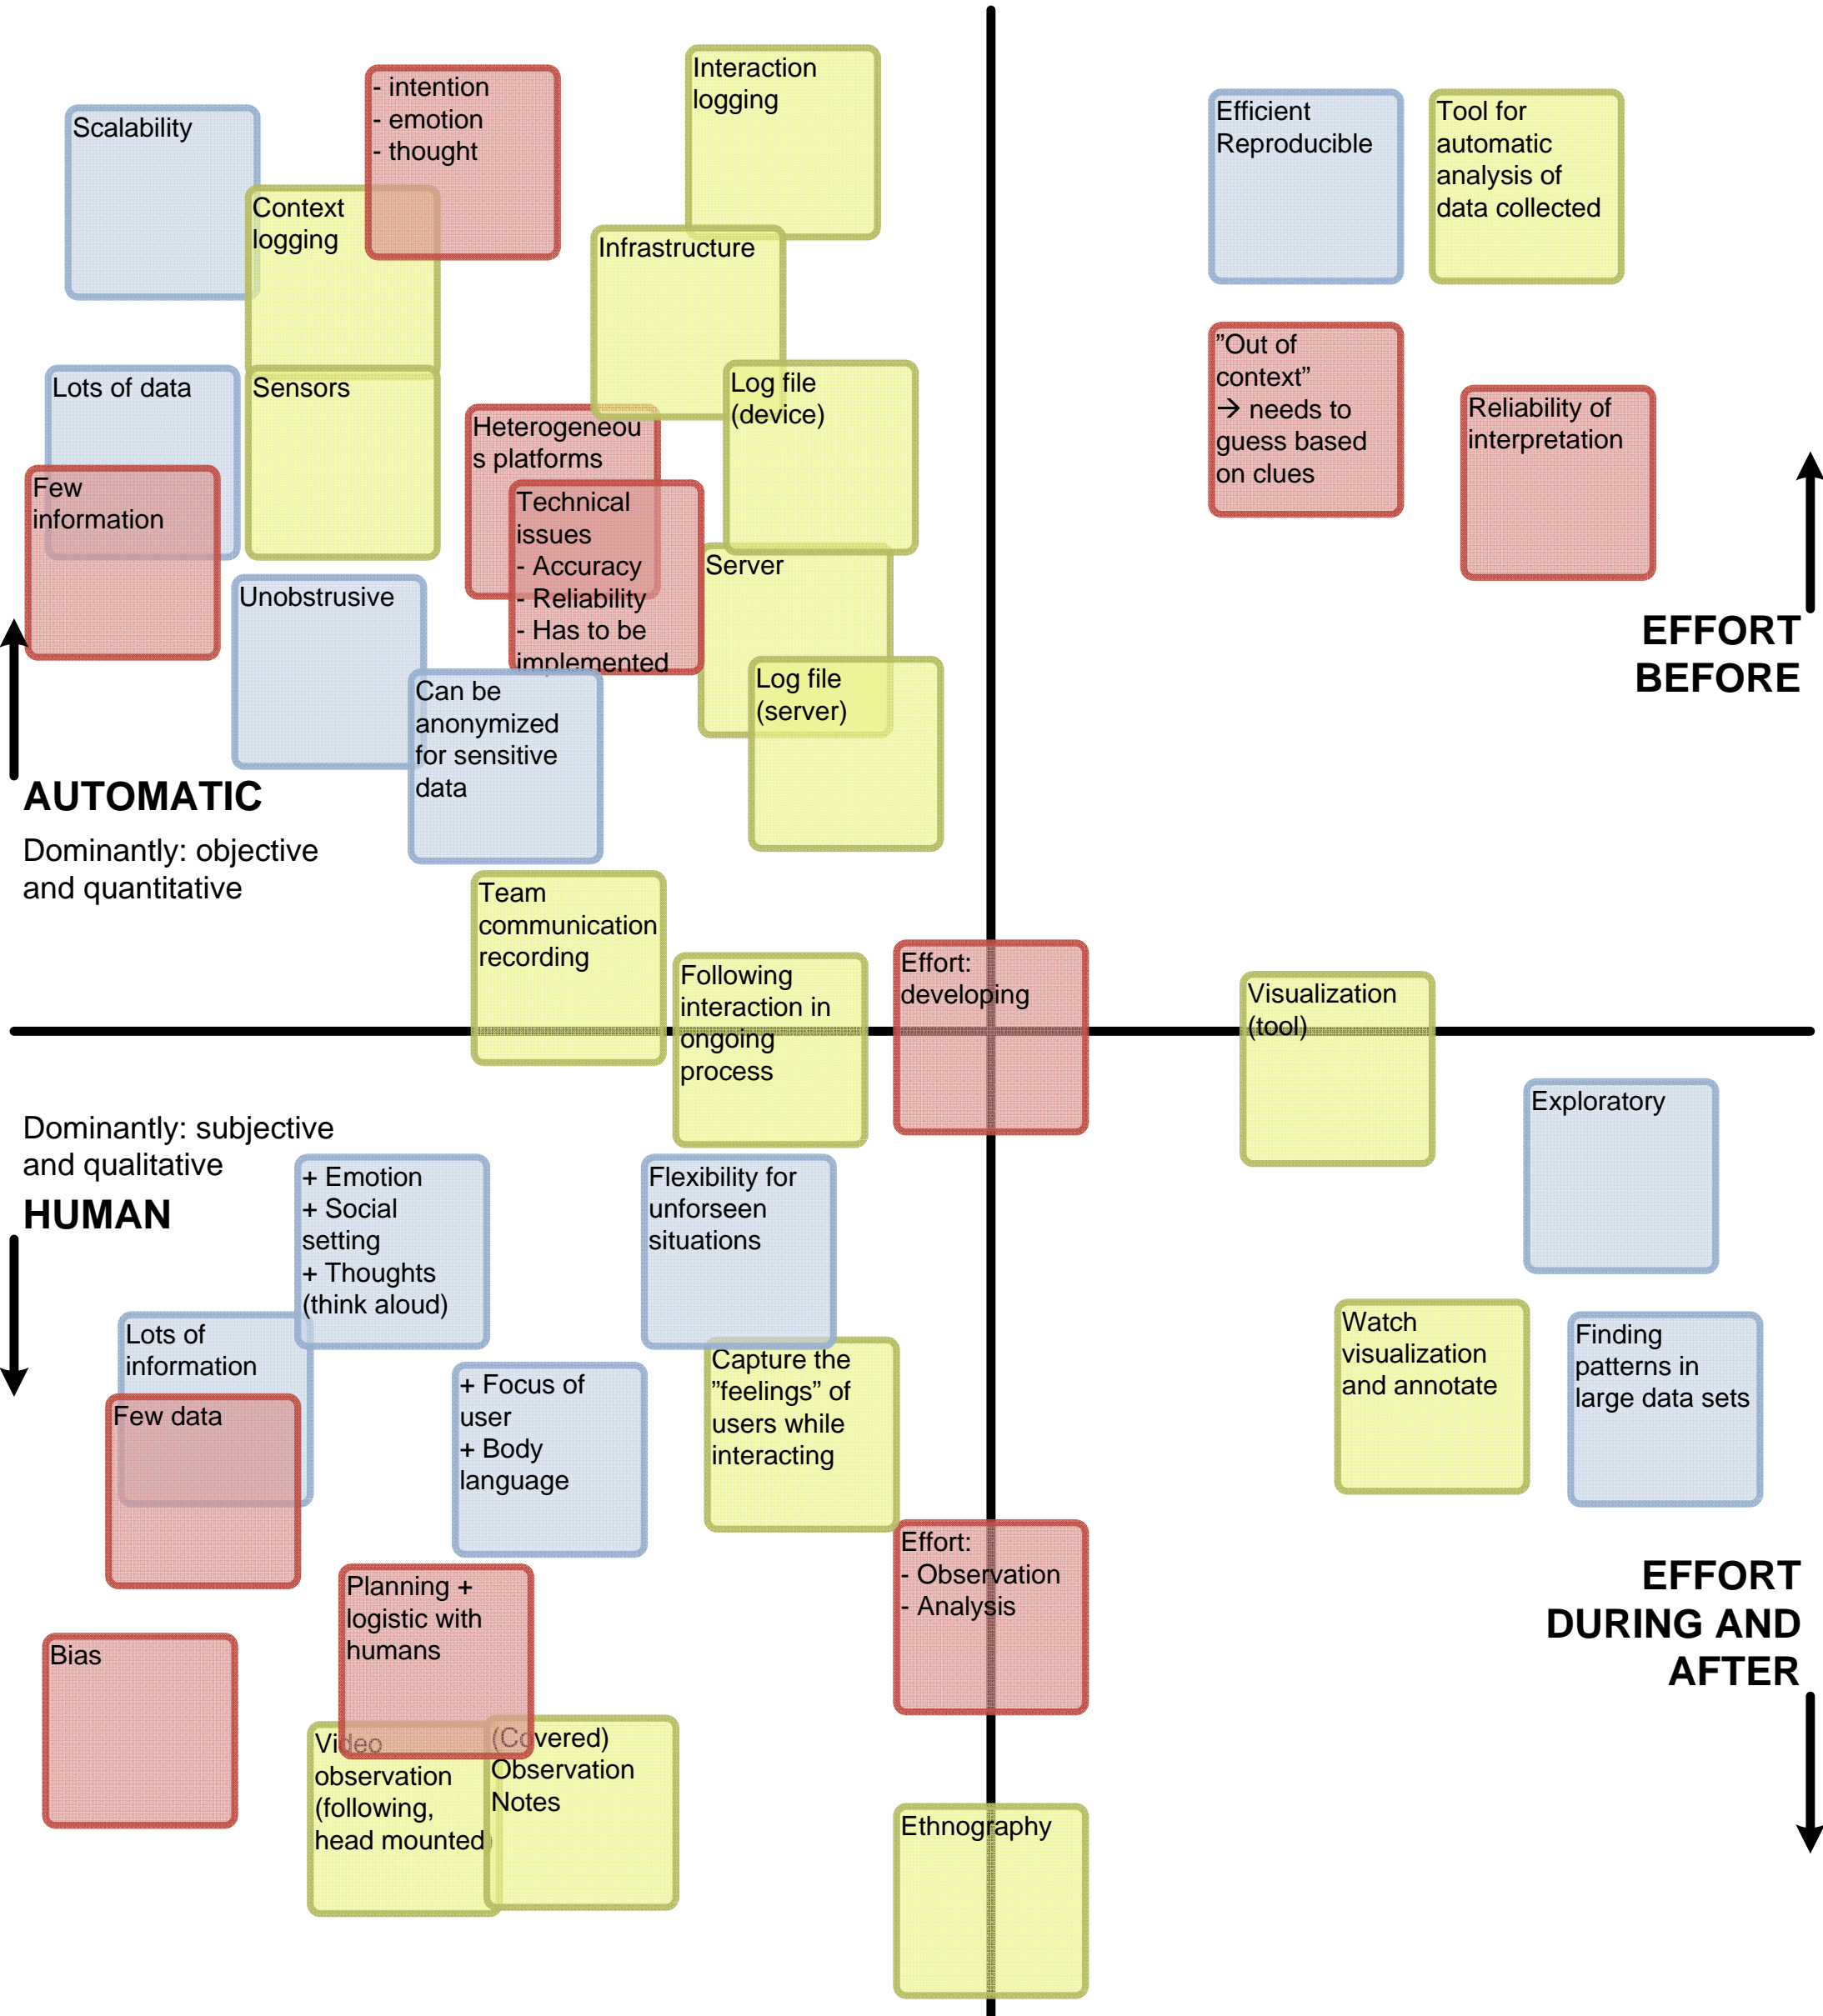 Scalability
- intention
- emotion
- thought
Interaction
logging
Context
logging
Infrastructure
Lots of data
Sensors
Log file
(device)
Heterogeneou
s platforms
Few
information
Technical
issues
- Accuracy
- Reliability
- Has to be
implemented
Server
Unobstrusive
Can be
anonymized
for sensitive
data
Log file
(server)
AUTOMATIC
Dominantly: objective
and quantitative
Team
communication
recording
Following
interaction in
ongoing
process
Effort:
developing
Efficient
Reproducible
Tool for
automatic
analysis of
data collected
”Out of
context”
→ needs to
guess based
on clues
Reliability of
interpretation
EFFORT
BEFORE
Visualization
(tool)
Exploratory
Dominantly: subjective
and qualitative
HUMAN
+ Emotion
+ Social
setting
+ Thoughts
(think aloud)
Flexibility for
unforseen
situations
Lots of
information
Few data
+ Focus of
user
+ Body
language
Capture the
”feelings” of
users while
interacting
Watch
visualization
and annotate
Finding
patterns in
large data sets
Effort:
- Observation
- Analysis
Planning +
logistic with
humans
Bias
Video
observation
(following,
head mounted)
(Covered)
Observation
Notes
Ethnography
EFFORT
DURING AND
AFTER